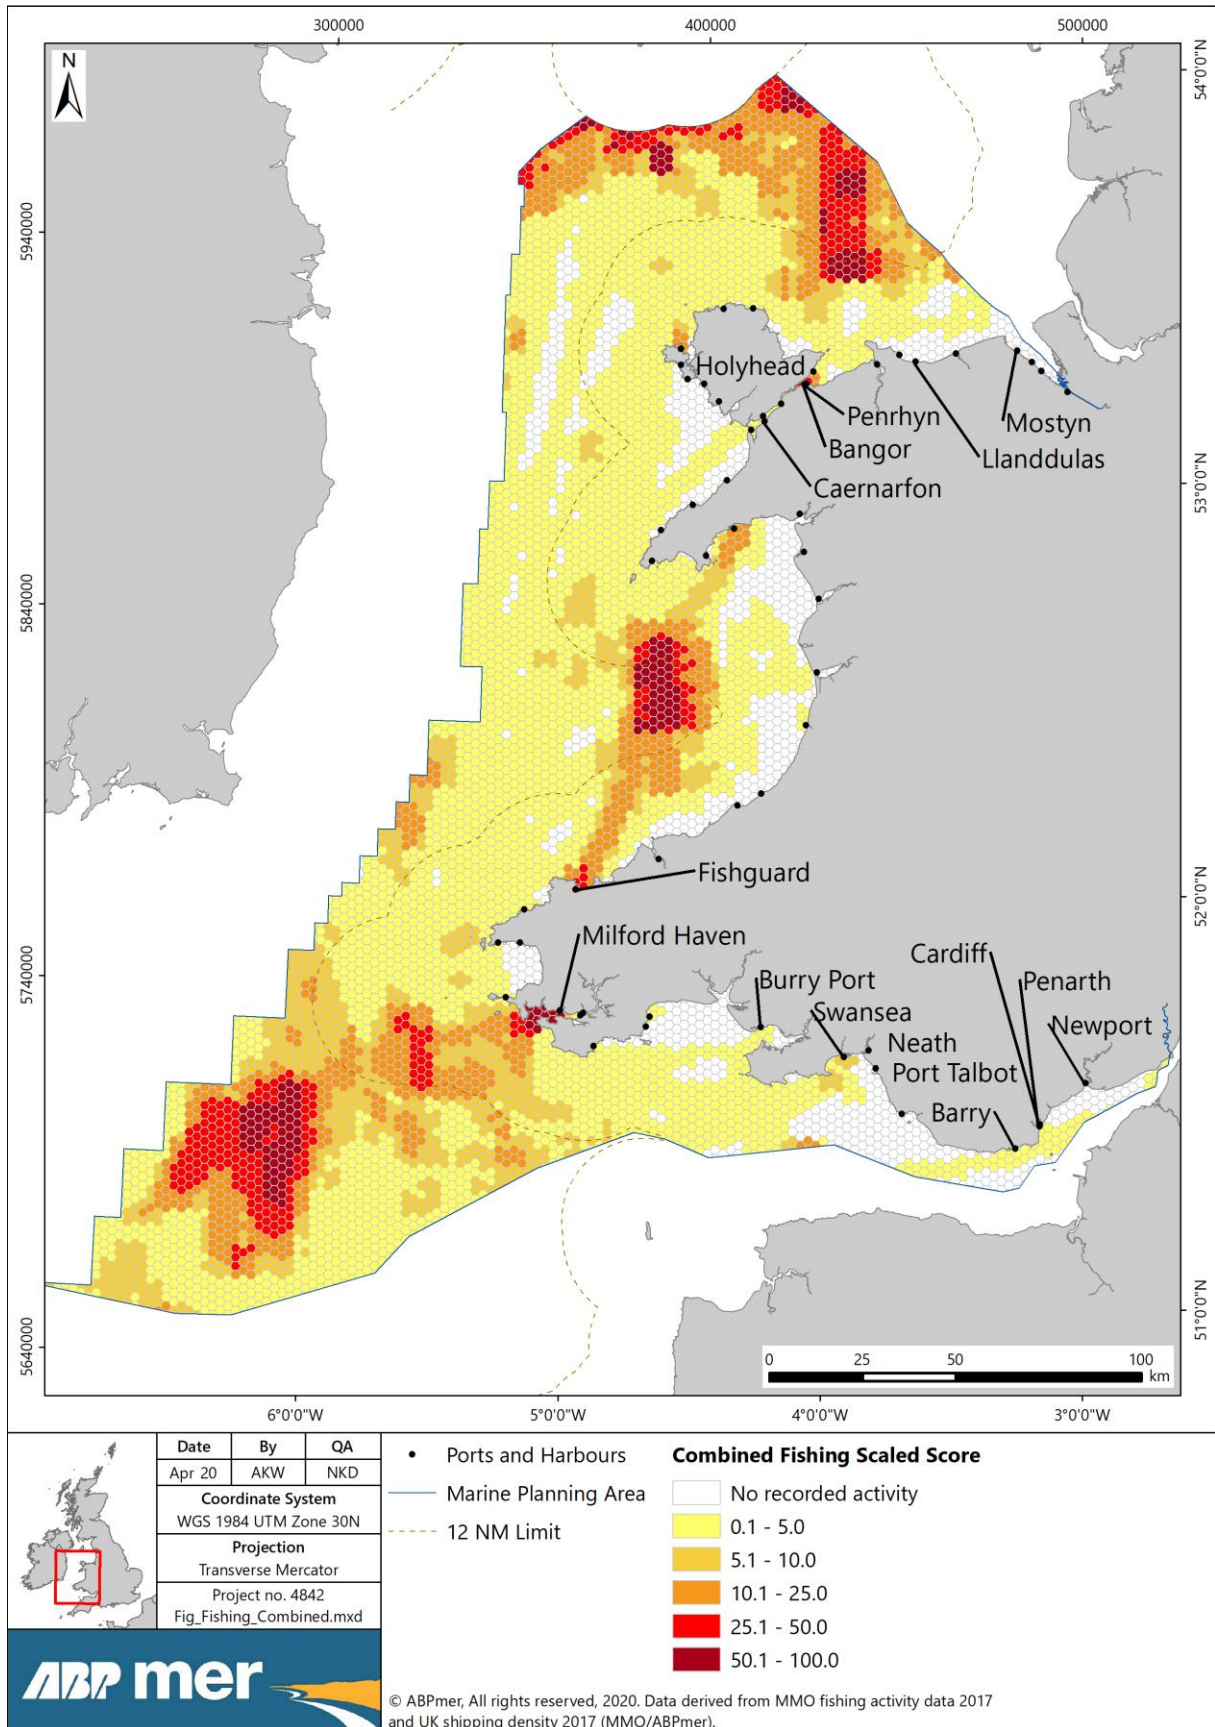 300000
400000
500000
N
54°0'0"N
5940000
Holyhead
Penrhyn
Mostyn
Bangor
Llanddulas
Caernarfon
53°0'0"N
5840000
Fishguard
52°0'0"N
Milford Haven
Cardiff
5740000
Burry Port
Penarth
Swansea
Newport
Neath
Port Talbot
Barry
51°0'0"N
5640000
0
25
50
100
km
6°0'0"W
5°0'0"W
4°0'0"W
3°0'0"W
Date By QA
Apr 20 AKW NKD
Coordinate System
WGS 1984 UTM Zone 30N
Projection
Transverse Mercator
Project no. 4842
Fig_Fishing_Combined.mxd
ABPmer
Ports and Harbours
Marine Planning Area
12 NM Limit
Combined Fishing Scaled Score
No recorded activity
0.1 - 5.0
5.1 - 10.0
10.1 - 25.0
25.1 - 50.0
50.1 - 100.0
© ABPmer, All rights reserved, 2020. Data derived from MMO fishing activity data 2017
and UK shipping density 2017 (MMO/ABPmer).